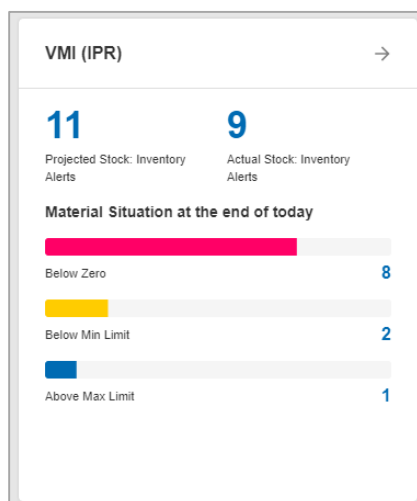 VMI (IPR)
11
9
Projected Stock: Inventory
Alerts
Actual Stock: Inventory
Alerts
Material Situation at the end of today
Below Zero 8
Below Min Limit 2
Above Max Limit 1